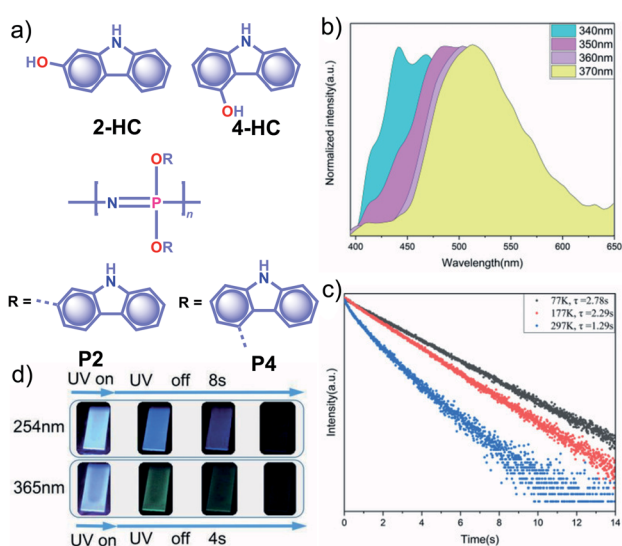 a)
H
N
HO
2-HC
H
N
OH
4-HC
OR
N
P
n
OR
R =
H
N
P2
R =
H
N
P4
b)
Normalized intensity(a.u.)
340nm
350nm
360nm
370nm
400 450 500 550 600 650
Wavelength(nm)
c)
Intensity(a.u.)
77K, τ=2.78s
177K, τ=2.29s
297K, τ=1.29s
0 2 4 6 8 10 12 14
Time(s)
d)
UV on UV off 8s
254nm
365nm
UV on UV off 4s